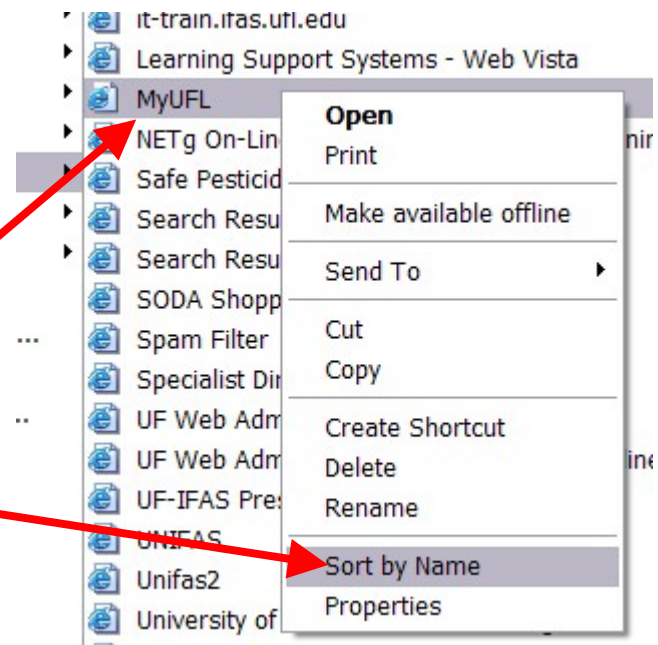 it-train.ifas.ufl.edu
Learning Support Systems - Web Vista
MyUFL
NETg On-Lin
Safe Pesticid
Search Resu
Search Resu
SODA Shopp
...
Spam Filter
Specialist Dir
..
UF Web Adm
UF Web Adm
UF-IFAS Pres
UNIFAS
Unifas2
University of
Open
Print
Make available offline
Send To
Cut
Copy
Create Shortcut
Delete
Rename
Sort by Name
Properties